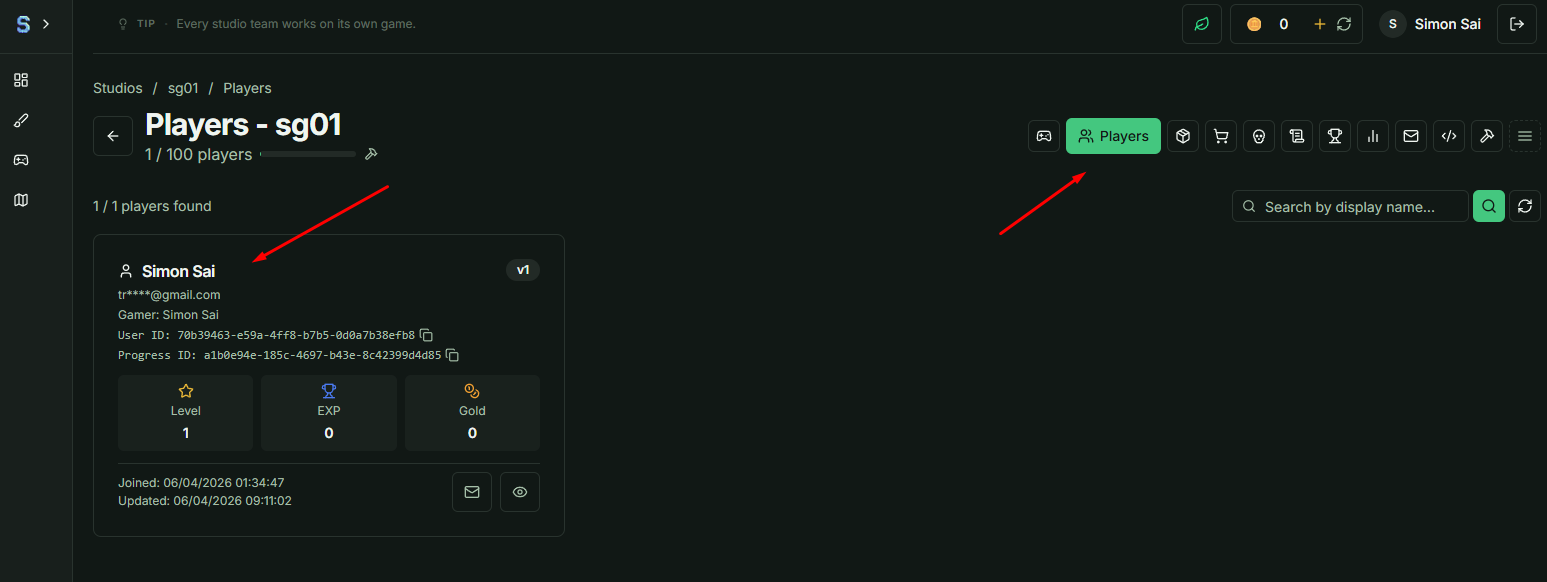 S
TIP · Every studio team works on its own game.
0
S Simon Sai
Studios / sg01 / Players
Players - sg01
1 / 100 players
Players
1 / 1 players found
Search by display name...
Simon Sai
v1
tr****@gmail.com
Gamer: Simon Sai
User ID: 70b39463-e59a-4ff8-b7b5-0d0a7b38efb8
Progress ID: a1b0e94e-185c-4697-b43e-8c42399d4d85
Level
EXP
Gold
1
0
0
Joined: 06/04/2026 01:34:47
Updated: 06/04/2026 09:11:02